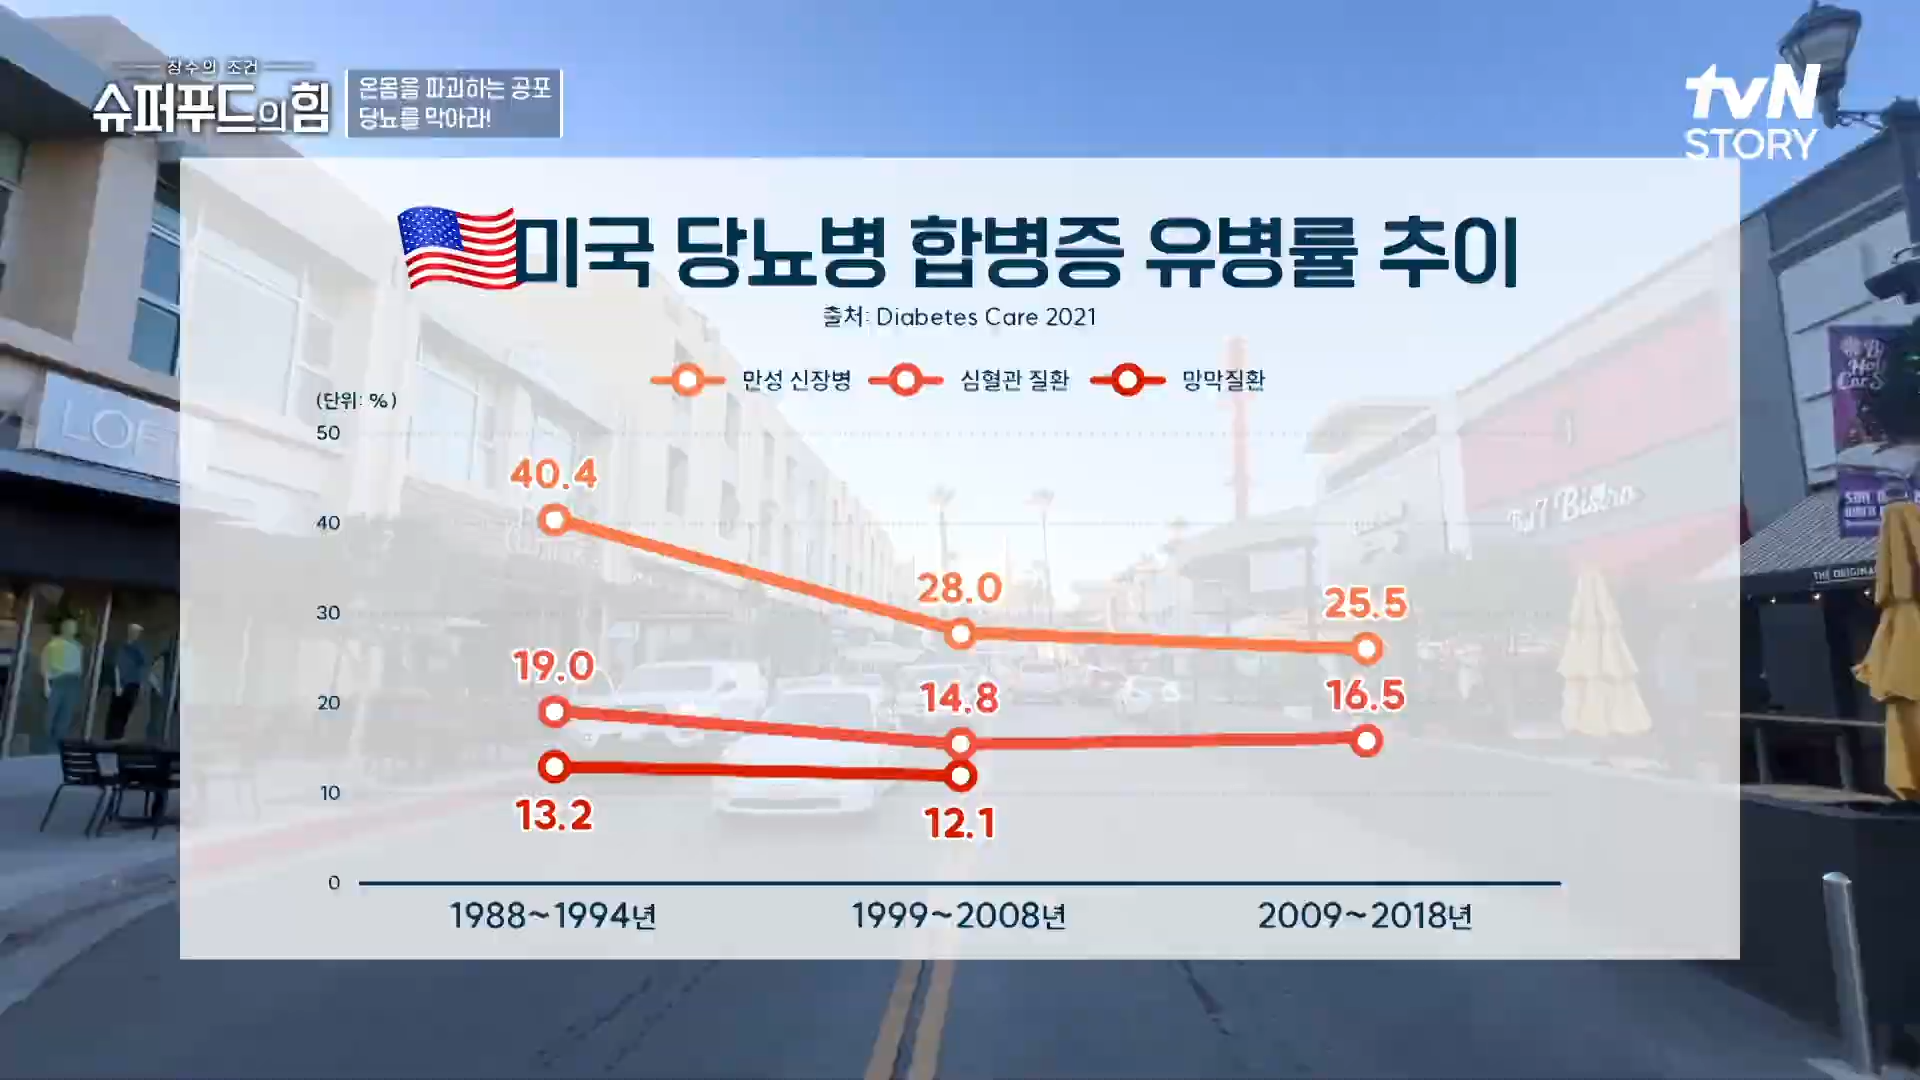 장수의 조건
슈퍼푸드의 힘
온몸을 파괴하는 공포
당뇨를 막아라!
tvN
STORY
미국 당뇨병 합병증 유병률 추이
출처: Diabetes Care 2021
만성 신장병 심혈관 질환 망막질환
(단위: %)
50
40
30
20
10
0
40.4 28.0 25.5
19.0 14.8 16.5
13.2 12.1
1988~1994년 1999~2008년 2009~2018년
LOFT
Bistro
THE ORIGINAL